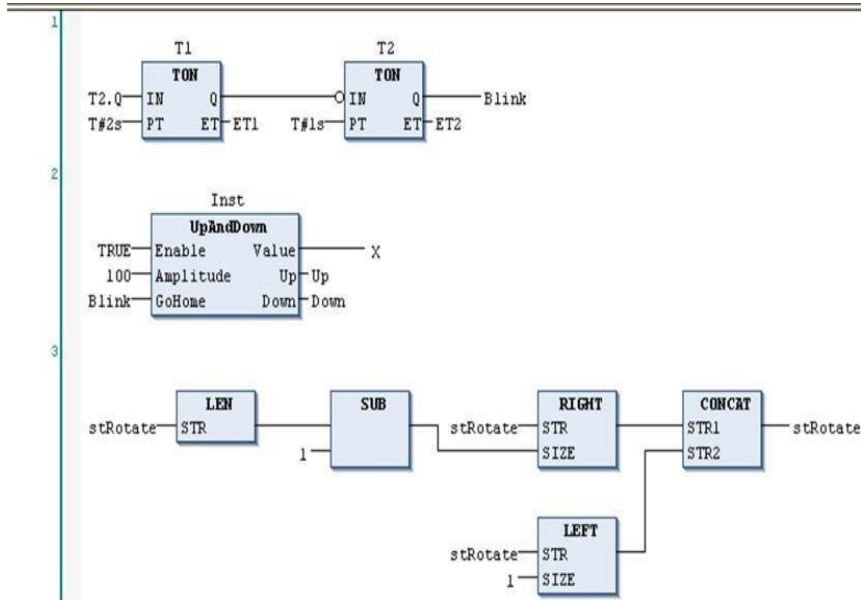 1
T1 T2
TON TON
T2.Q IN Q IN Q Blink
T#2s PT ET ET1 T#1s PT ET ET2
2
Inst
UpAndDown
TRUE Enable Value X
100 Amplitude Up Up
Blink GoHome Down Down
3
LEN SUB RIGHT CONCAT
stRotate STR stRotate STR STR1 stRotate
1 SIZE STR2
LEFT
stRotate STR
1 SIZE